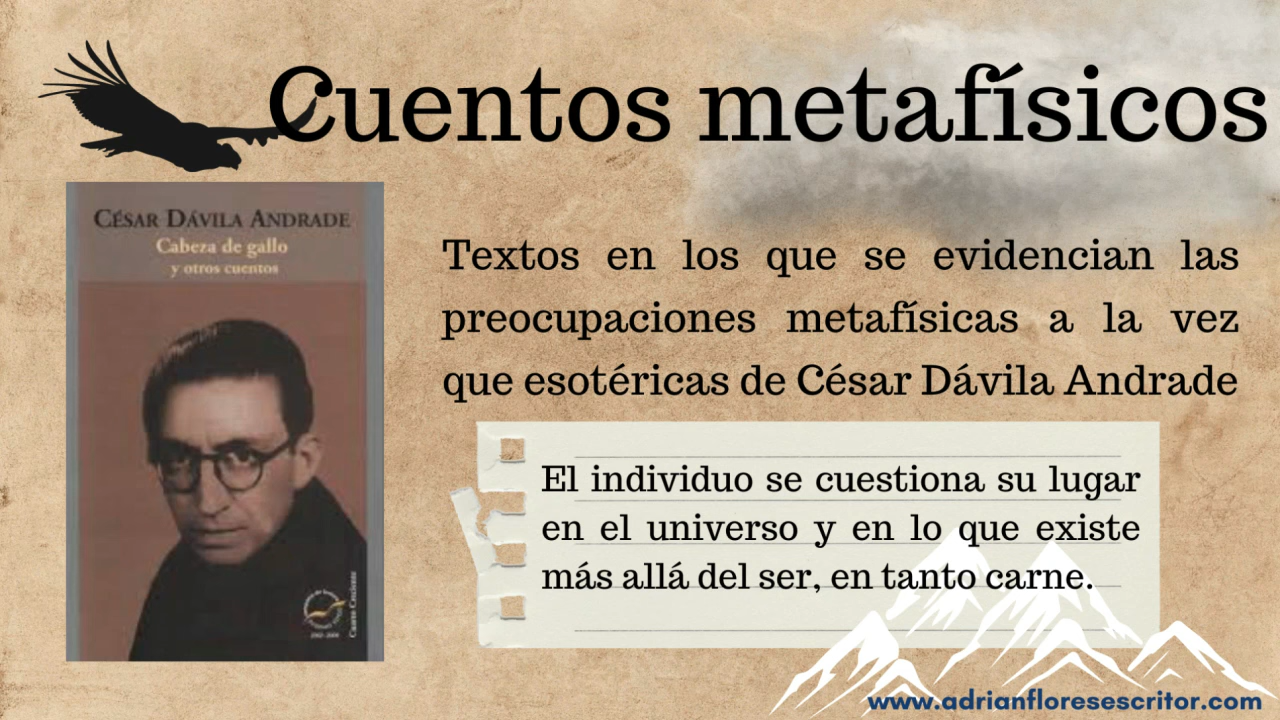 Cuentos metafísicos
CÉSAR DÁVILA ANDRADE
Cabeza de gallo
y otros cuentos
Textos en los que se evidencian las
preocupaciones metafísicas a la vez
que esotéricas de César Dávila Andrade
El individuo se cuestiona su lugar
en el universo y en lo que existe
más allá del ser, en tanto carne.
www.adrianfloresescritor.com